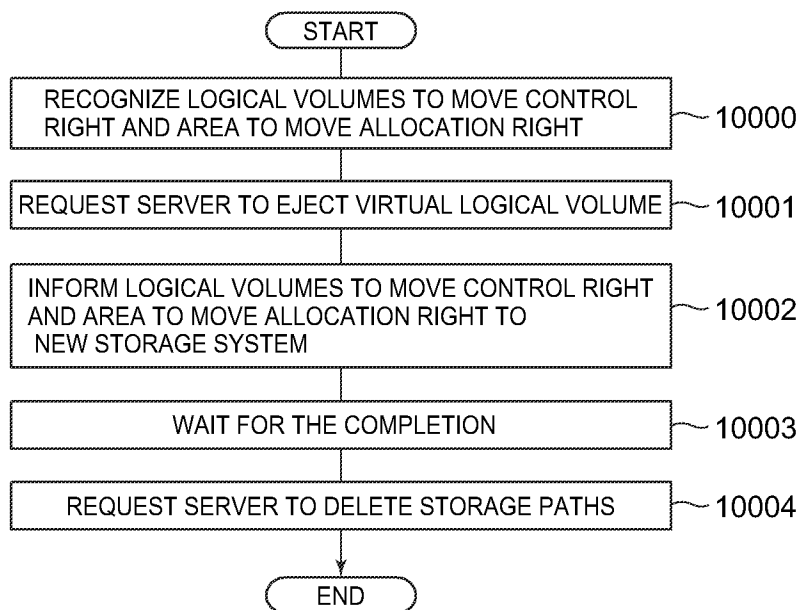 START
RECOGNIZE LOGICAL VOLUMES TO MOVE CONTROL
RIGHT AND AREA TO MOVE ALLOCATION RIGHT
10000
REQUEST SERVER TO EJECT VIRTUAL LOGICAL VOLUME
10001
INFORM LOGICAL VOLUMES TO MOVE CONTROL RIGHT
AND AREA TO MOVE ALLOCATION RIGHT TO
NEW STORAGE SYSTEM
10002
WAIT FOR THE COMPLETION
10003
REQUEST SERVER TO DELETE STORAGE PATHS
10004
END